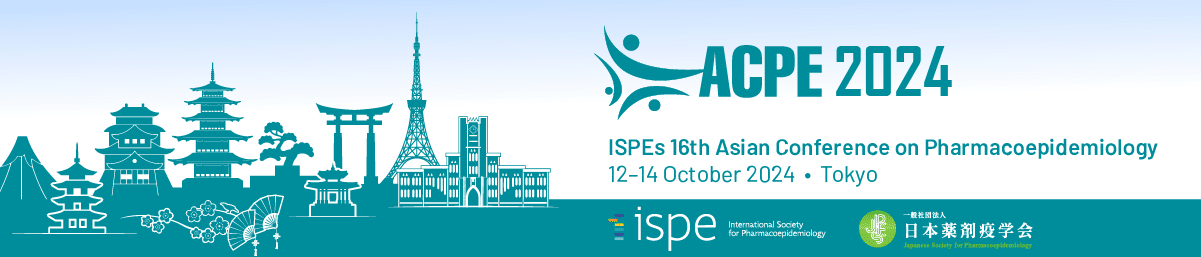 ACPE 2024
ISPEs 16th Asian Conference on Pharmacoepidemiology
12–14 October 2024 • Tokyo
ispe
International Society
for Pharmacoepidemiology
一般社団法人
日本薬剤疫学会
Japanese Society for Pharmacoepidemiology